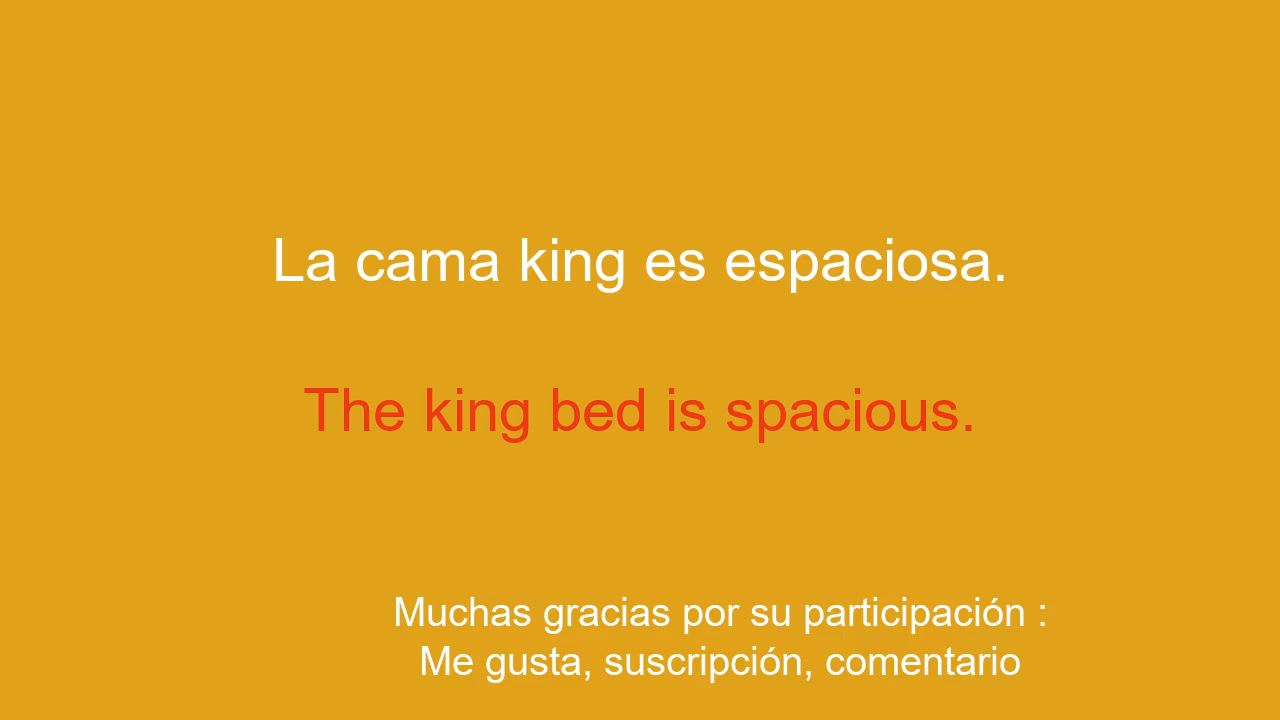 La cama king es espaciosa.
The king bed is spacious.
Muchas gracias por su participación :
Me gusta, suscripción, comentario